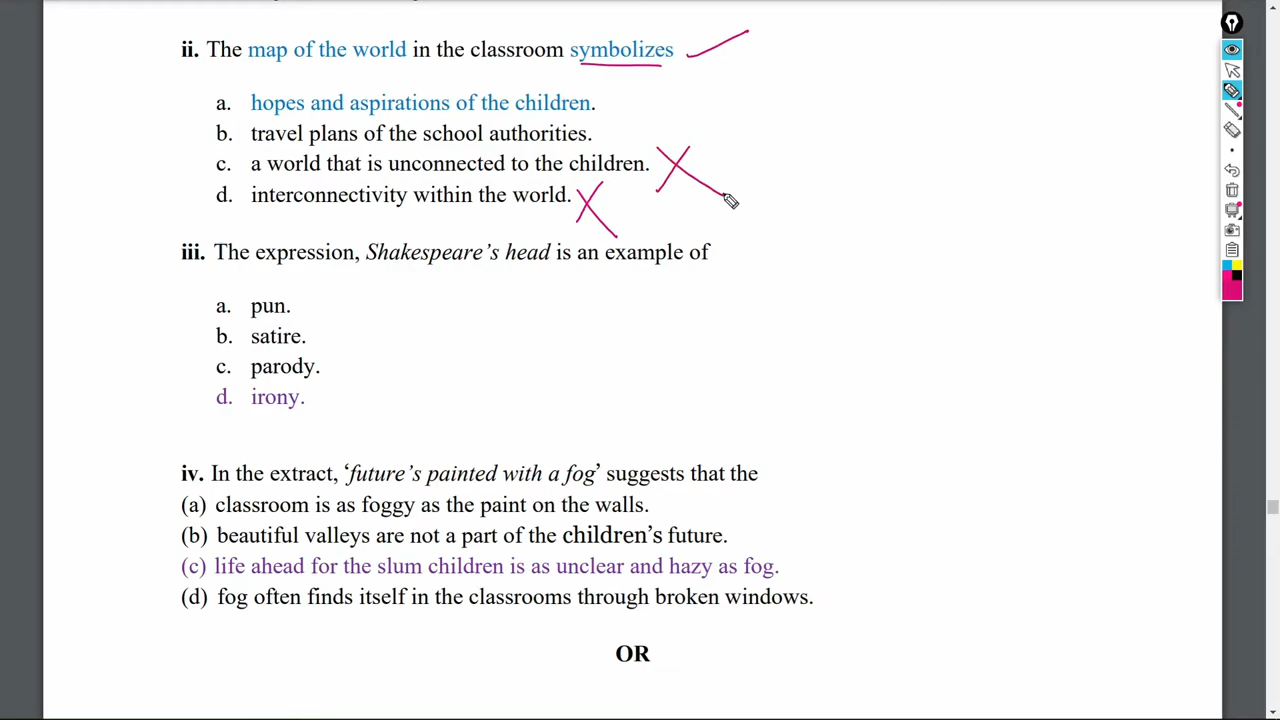 ii. The map of the world in the classroom symbolizes
a. hopes and aspirations of the children.
b. travel plans of the school authorities.
c. a world that is unconnected to the children.
d. interconnectivity within the world.
iii. The expression, Shakespeare’s head is an example of
a. pun.
b. satire.
c. parody.
d. irony.
iv. In the extract, ‘future’s painted with a fog’ suggests that the
(a) classroom is as foggy as the paint on the walls.
(b) beautiful valleys are not a part of the children’s future.
(c) life ahead for the slum children is as unclear and hazy as fog.
(d) fog often finds itself in the classrooms through broken windows.
OR